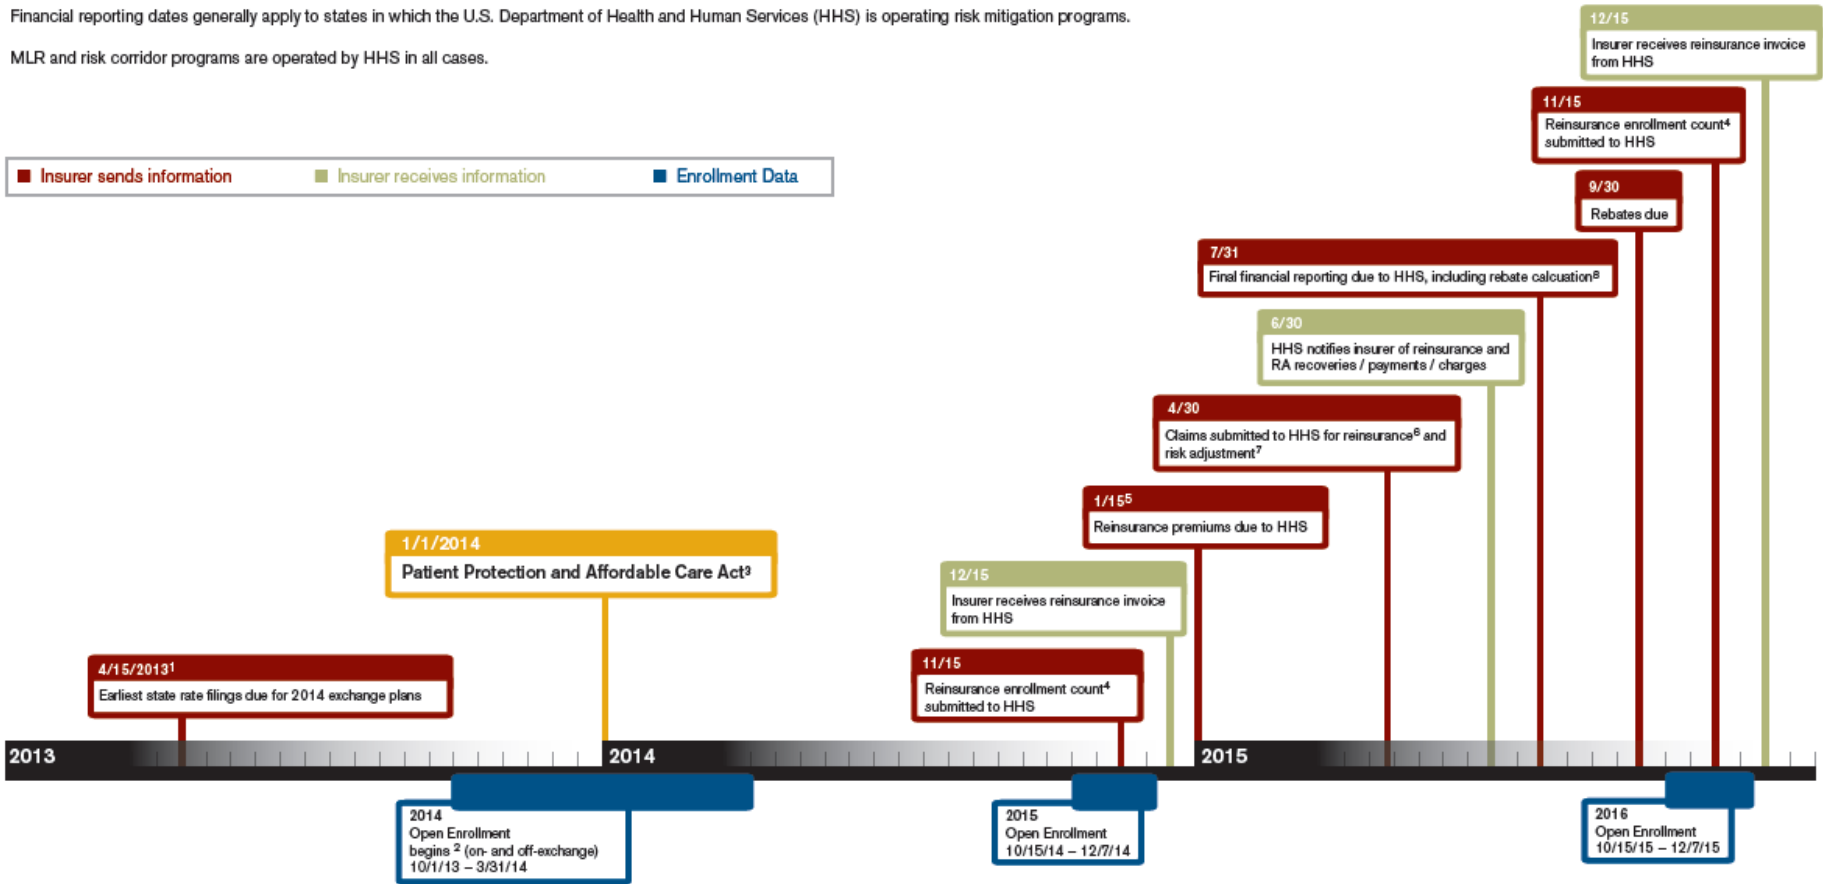 Financial reporting dates generally apply to states in which the U.S. Department of Health and Human Services (HHS) is operating risk mitigation programs.
MLR and risk corridor programs are operated by HHS in all cases.
Insurer sends information
Insurer receives information
Enrollment Data
12/15
Insurer receives reinsurance invoice
from HHS
11/15
Reinsurance enrollment count⁴
submitted to HHS
9/30
Rebates due
7/31
Final financial reporting due to HHS, including rebate calcuation⁸
6/30
HHS notifies insurer of reinsurance and
RA recoveries / payments / charges
4/30
Claims submitted to HHS for reinsurance⁶ and
risk adjustment⁷
1/15⁵
Reinsurance premiums due to HHS
1/1/2014
Patient Protection and Affordable Care Act³
12/15
Insurer receives reinsurance invoice
from HHS
11/15
Reinsurance enrollment count⁴
submitted to HHS
4/15/2013¹
Earliest state rate filings due for 2014 exchange plans
2013
2014
2015
2014
Open Enrollment
begins ² (on- and off-exchange)
10/1/13 – 3/31/14
2015
Open Enrollment
10/15/14 – 12/7/14
2016
Open Enrollment
10/15/15 – 12/7/15